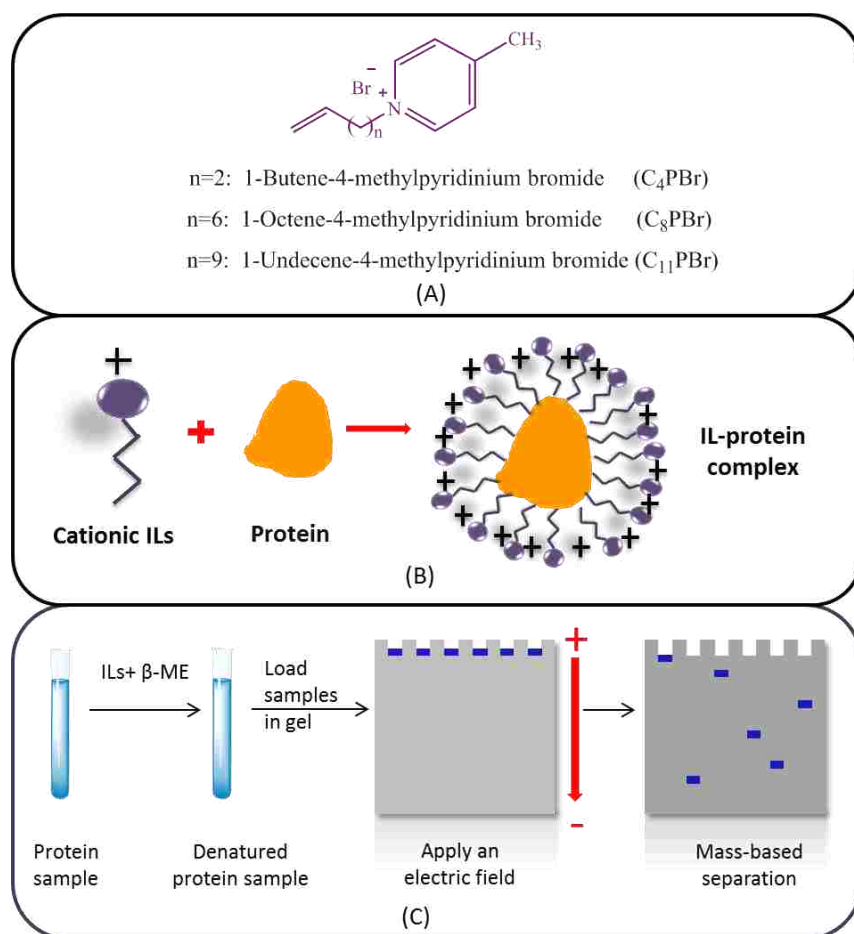 CH₃
Br⁻
N⁺
n
n=2: 1-Butene-4-methylpyridinium bromide (C₄PBr)
n=6: 1-Octene-4-methylpyridinium bromide (C₈PBr)
n=9: 1-Undecene-4-methylpyridinium bromide (C₁₁PBr)
(A)
+
+
IL-protein
complex
Cationic ILs
Protein
(B)
ILs+ β-ME
Load
samples
in gel
+
-
Protein
sample
Denatured
protein sample
Apply an
electric field
Mass-based
separation
(C)